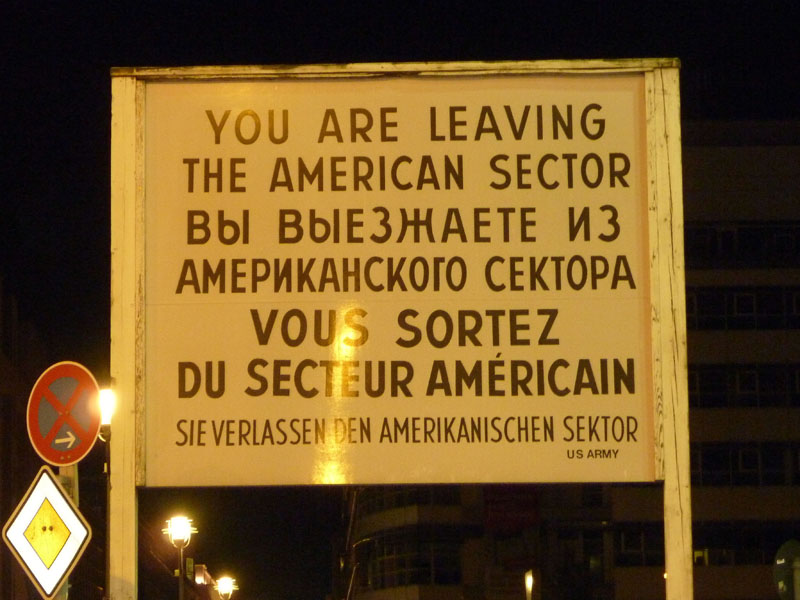 YOU ARE LEAVING
THE AMERICAN SECTOR
ВЫ ВЫЕЗЖАЕТЕ ИЗ
АМЕРИКАНСКОГО СЕКТОРА
VOUS SORTEZ
DU SECTEUR AMÉRICAIN
SIE VERLASSEN DEN AMERIKANISCHEN SEKTOR
US ARMY